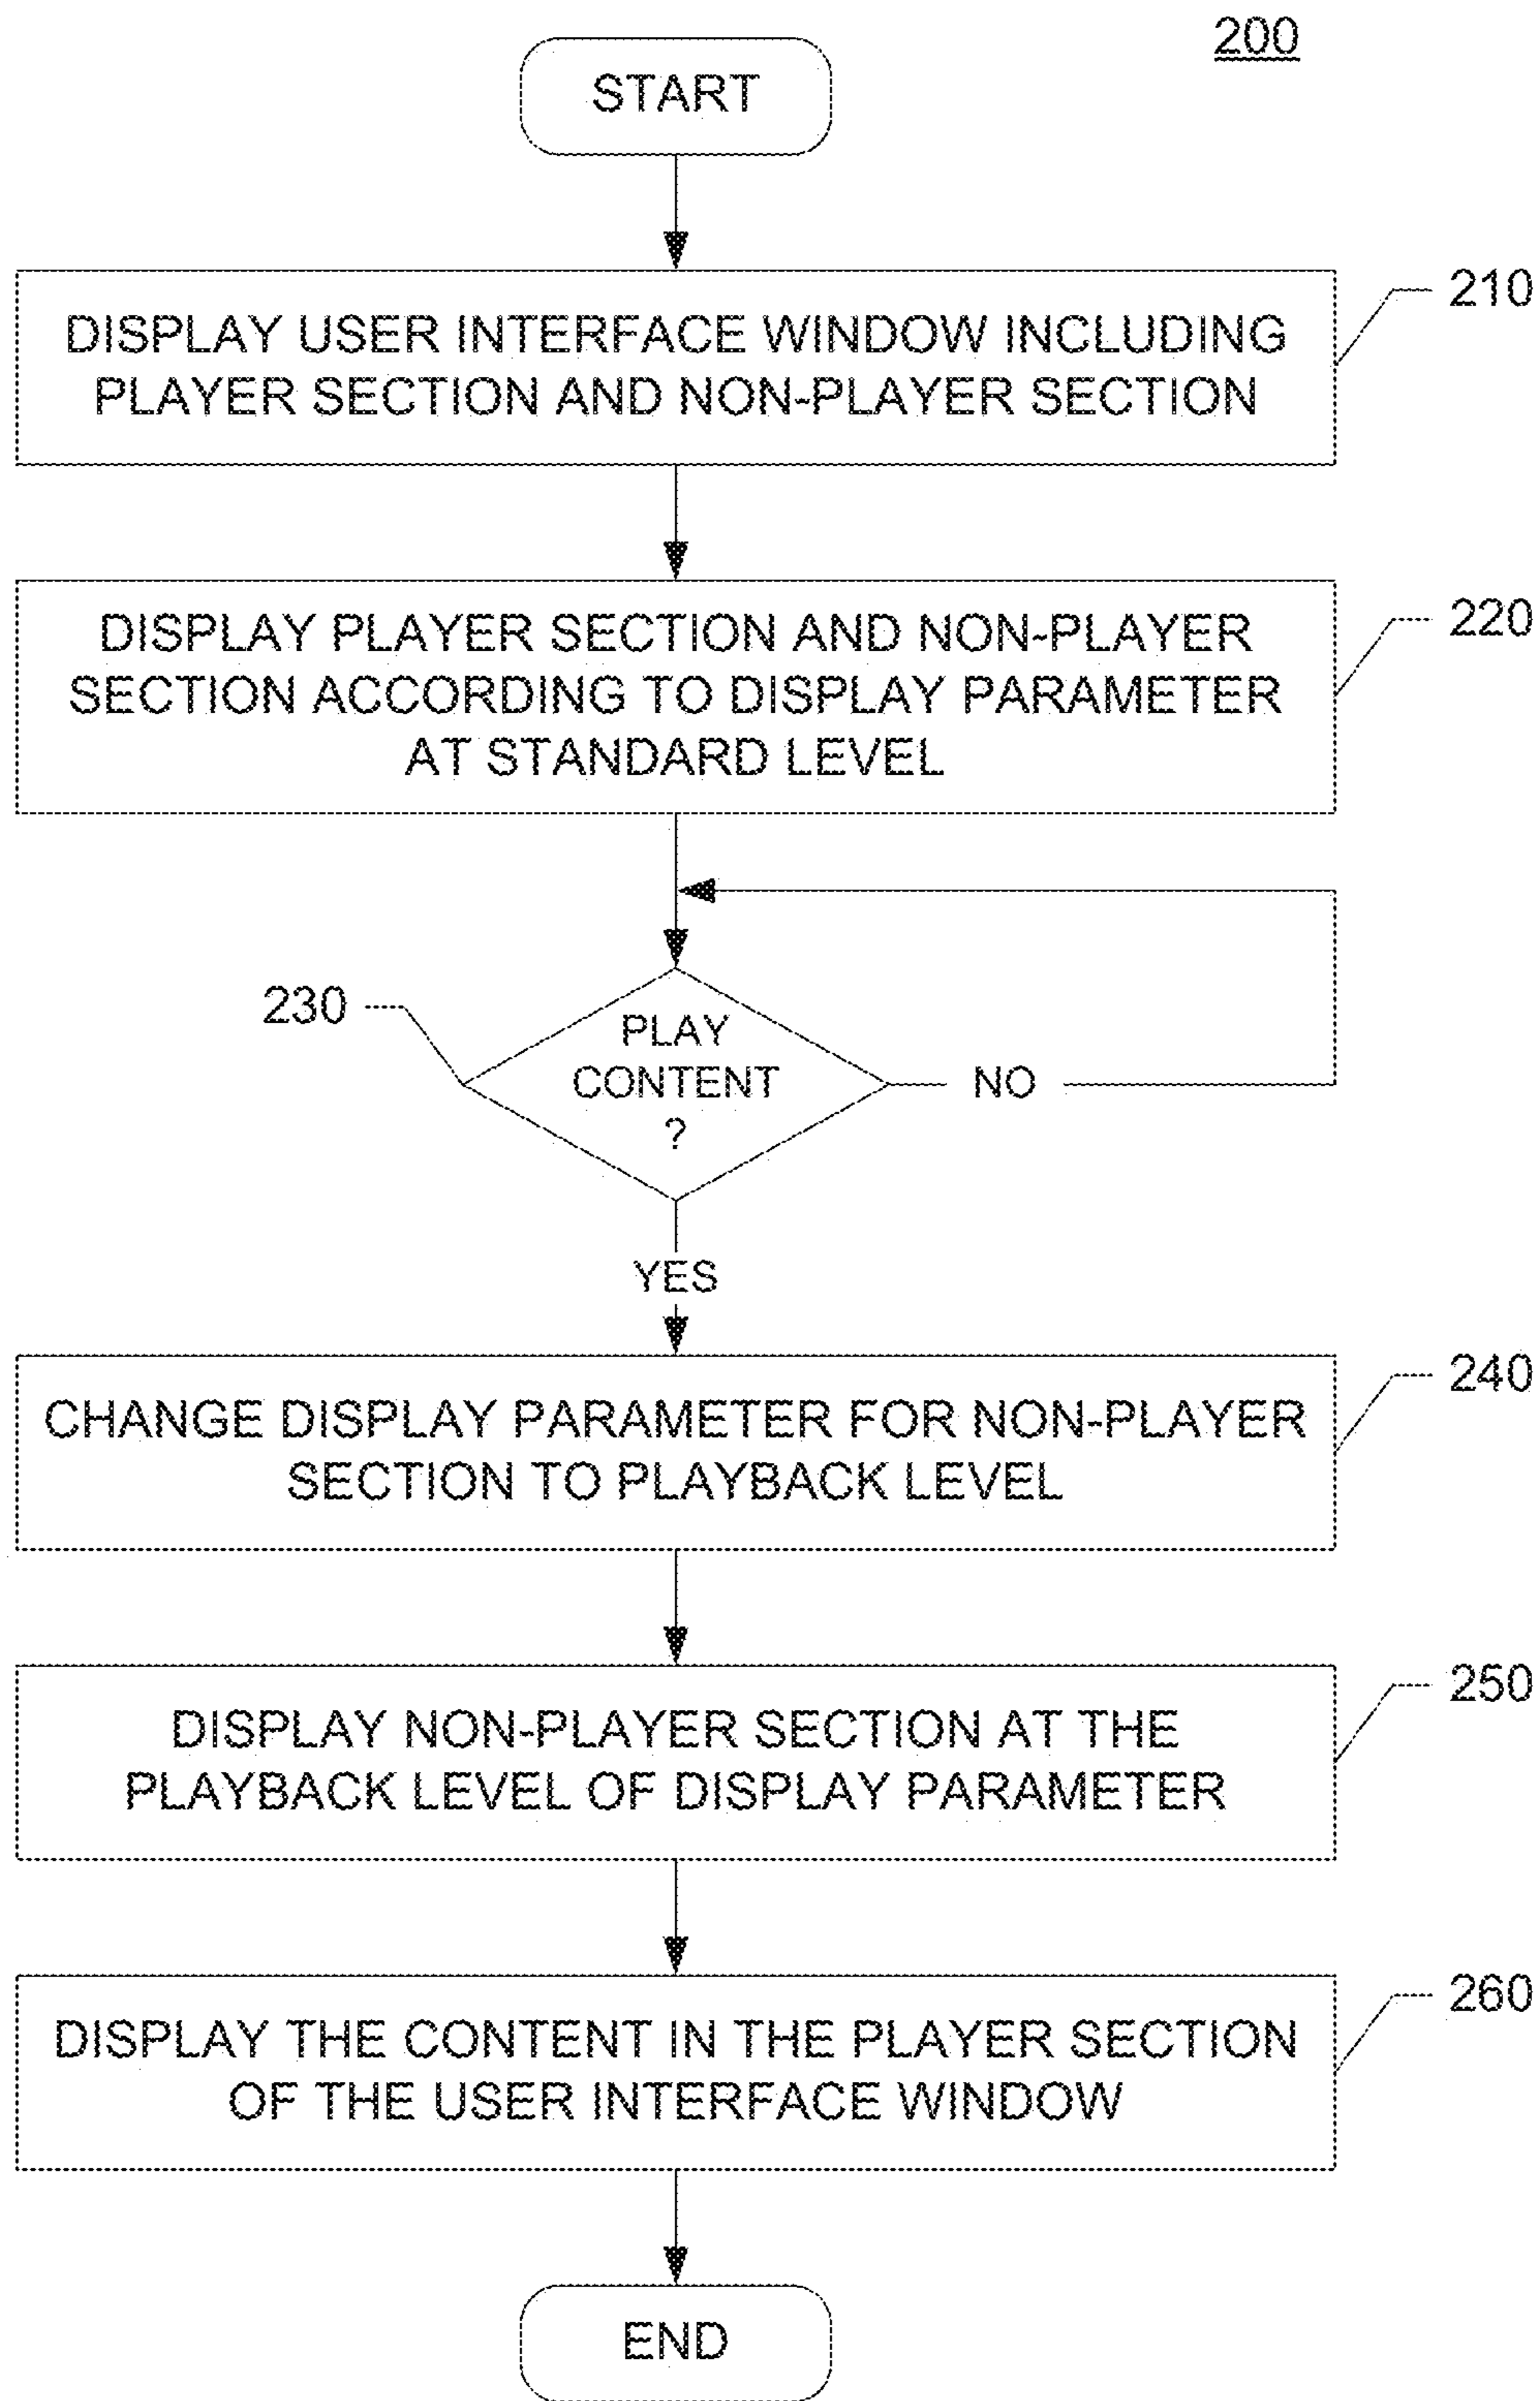 200
START
DISPLAY USER INTERFACE WINDOW INCLUDING
PLAYER SECTION AND NON-PLAYER SECTION
210
DISPLAY PLAYER SECTION AND NON-PLAYER
SECTION ACCORDING TO DISPLAY PARAMETER
AT STANDARD LEVEL
220
230
PLAY
CONTENT
?
NO
YES
CHANGE DISPLAY PARAMETER FOR NON-PLAYER
SECTION TO PLAYBACK LEVEL
240
DISPLAY NON-PLAYER SECTION AT THE
PLAYBACK LEVEL OF DISPLAY PARAMETER
250
DISPLAY THE CONTENT IN THE PLAYER SECTION
OF THE USER INTERFACE WINDOW
260
END